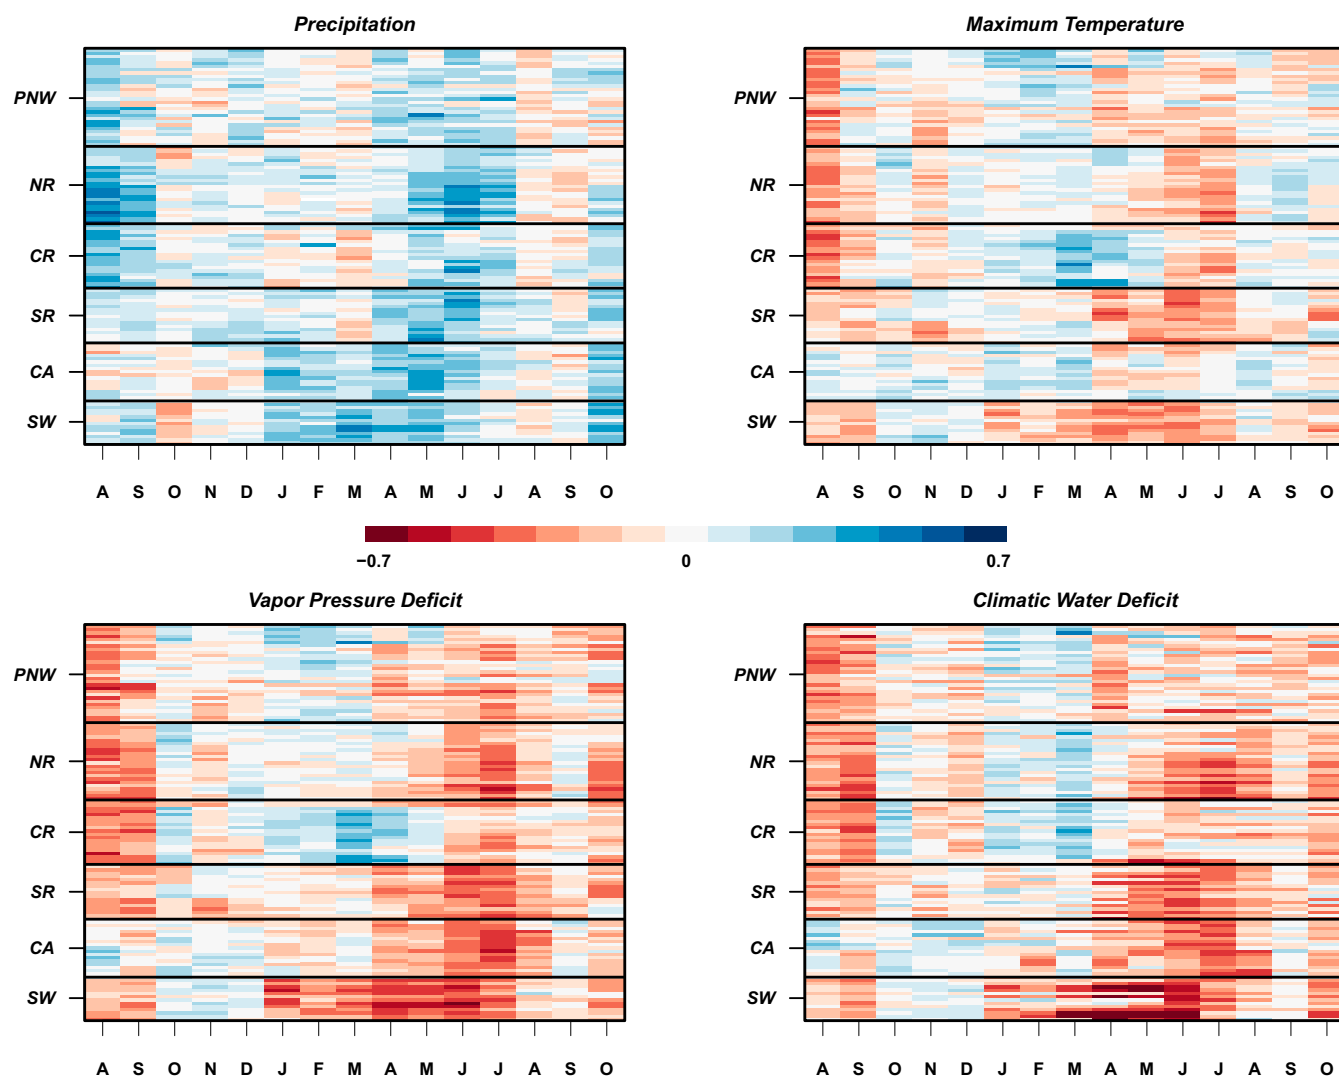 Precipitation
Maximum Temperature
PNW
NR
CR
SR
CA
SW
A S O N D J F M A M J J A S O
PNW
NR
CR
SR
CA
SW
A S O N D J F M A M J J A S O
−0.7 0 0.7
Vapor Pressure Deficit
Climatic Water Deficit
PNW
NR
CR
SR
CA
SW
A S O N D J F M A M J J A S O
PNW
NR
CR
SR
CA
SW
A S O N D J F M A M J J A S O